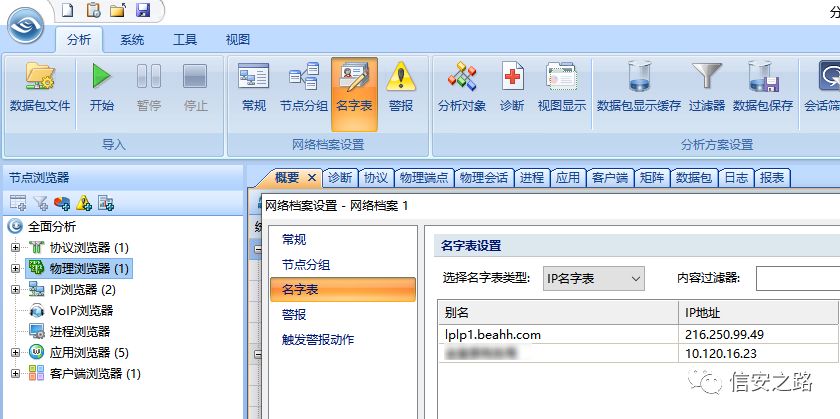 分
分析 系统 工具 视图
数据包文件 开始 暂停 停止 常规 节点分组 名字表 警报 分析对象 诊断 视图显示 数据包显示缓存 过滤器 数据包保存 会话筛
导入 网络档案设置 分析方案设置
节点浏览器
全面分析
协议浏览器 (1)
物理浏览器 (1)
IP浏览器 (2)
VoIP浏览器
进程浏览器
应用浏览器 (5)
客户端浏览器 (1)
概要 诊断 协议 物理端点 物理会话 进程 应用 客户端 矩阵 数据包 日志 报表
网络档案设置 - 网络档案 1
常规
节点分组
名字表
警报
触发警报动作
名字表设置
选择名字表类型: IP名字表 内容过滤器:
别名 IP地址
lplp1.beahh.com 216.250.99.49
10.120.16.23
信安之路